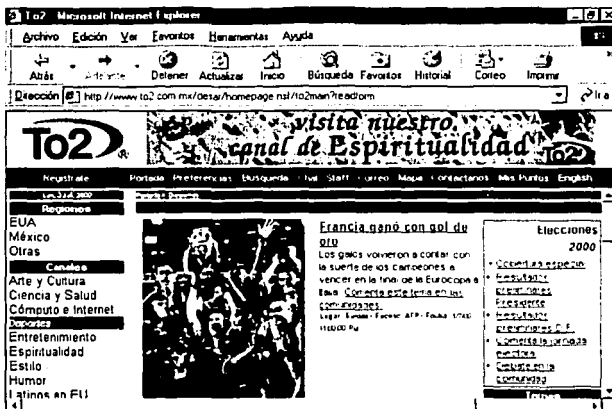 To2 Microsoft Internet Explorer
Archivo Edición Ver Favoritos Herramientas Ayuda
Atrás Adelante Detener Actualizar Inicio Búsqueda Favoritos Historial Correo Imprimir
Dirección http://www.to2.com.mx/desar/homepage.nsf/to2main?readform Ir a
To2 ®
visita nuestro
canal de Espiritualidad To2
Regístrate Portada Preferencias Búsqueda Chat Staff Correo Mapa Contáctanos Mis Puntos English
Regiones
EUA
México
Otras
Canales
Arte y Cultura
Ciencia y Salud
Cómputo e Internet
Deportes
Entretenimiento
Espiritualidad
Estilo
Humor
Latinos en EU
Francia ganó con gol de
oro
Los galos volvieron a contar con
la suerte de los campeones a
vencer en la final de la Eurocopa a
Italia. Comenta este tema en las
comunidades.
Elecciones
2000
Cobertura especial
Resultados
preliminares
Presidente
Resultados
preliminares D.F.
Comenta la jornada
electoral
Debate en la
comunidad
Temas